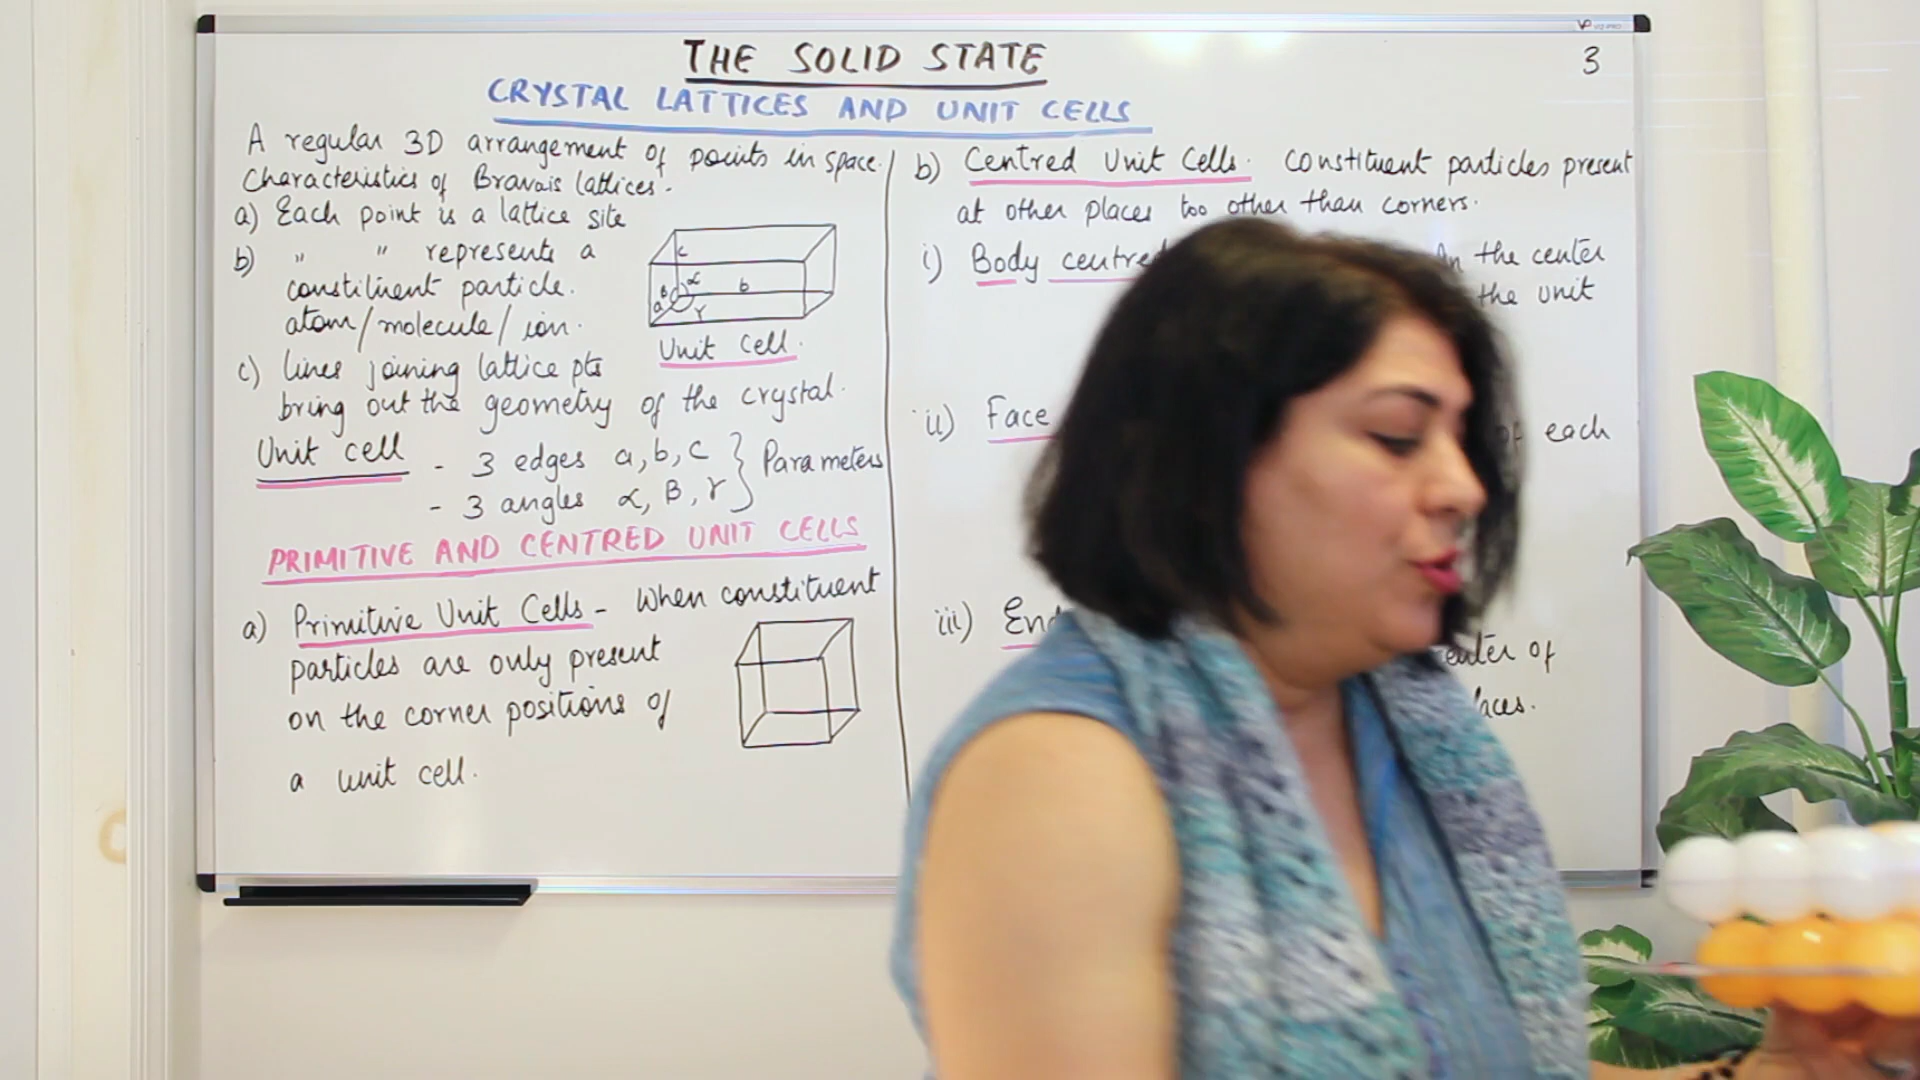 THE SOLID STATE
3
CRYSTAL LATTICES AND UNIT CELLS
A regular 3D arrangement of points in space.
Characteristics of Bravais lattices.
a) Each point is a lattice site
b) " " represents a
constituent particle.
atom/molecule/ion.
c) lines joining lattice pts
bring out the geometry of the crystal.
c
α
B
b
a
γ
Unit cell.
Unit cell - 3 edges a, b, c } Parameters
- 3 angles α, B, γ
PRIMITIVE AND CENTRED UNIT CELLS
a) Primitive Unit Cells - When constituent
particles are only present
on the corner positions of
a unit cell.
b) Centred Unit Cells. Constituent particles present
at other places too other than corners.
i) Body centre
the center
the unit
ii) Face
of each
iii) End
of